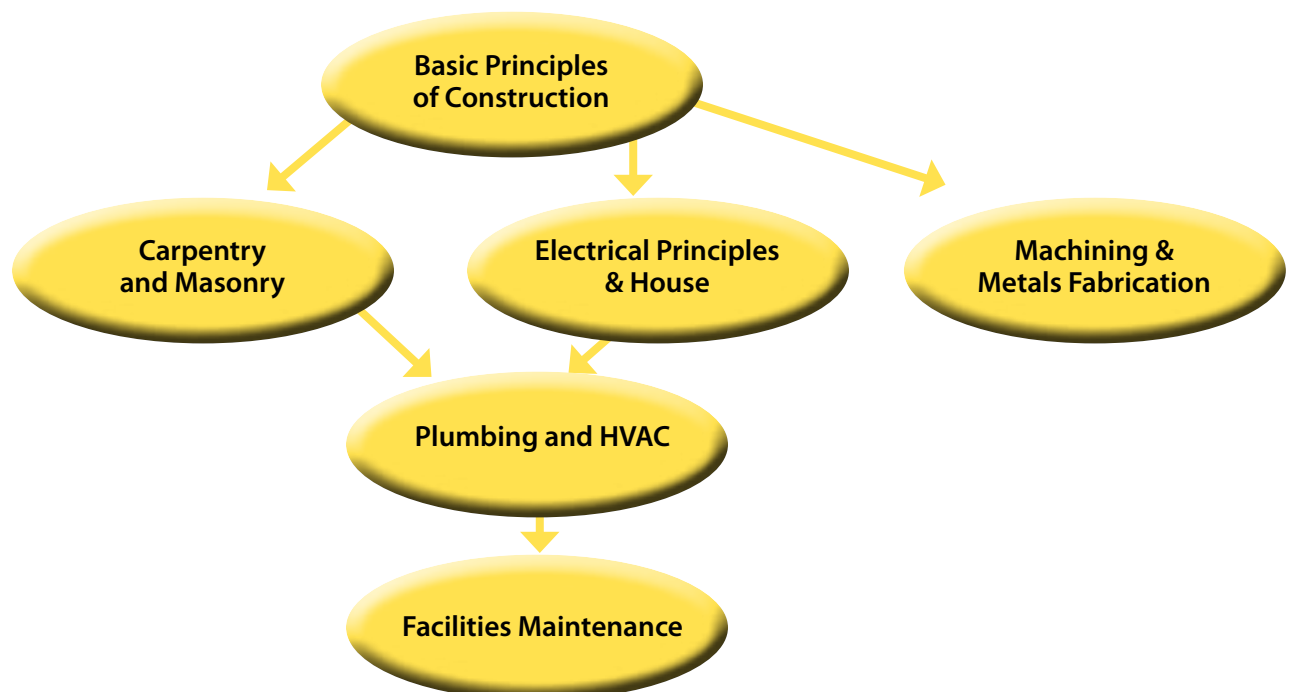 Basic Principles
of Construction
Carpentry
and Masonry
Electrical Principles
& House
Machining &
Metals Fabrication
Plumbing and HVAC
Facilities Maintenance